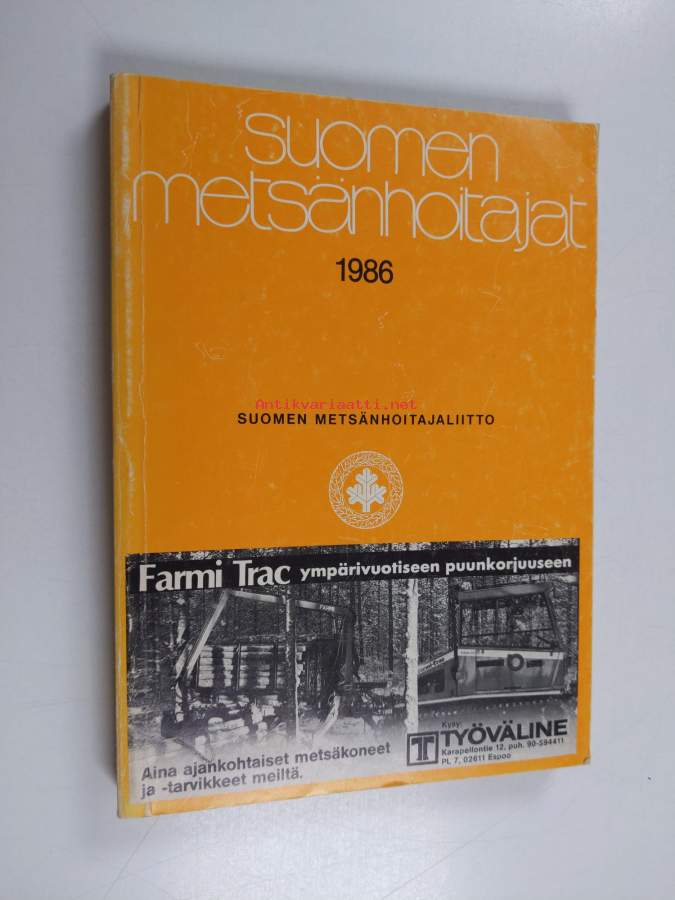 suomen
metsänhoitajat
1986
Antikvariaatti.net
SUOMEN METSÄNHOITAJALIITTO
Farmi Trac ympärivuotiseen puunkorjuuseen
FARMI
Kysy:
TYÖVÄLINE
Karapellontie 12, puh. 90-594411
PL 7, 02611 Espoo
Aina ajankohtaiset metsäkoneet
ja -tarvikkeet meiltä.